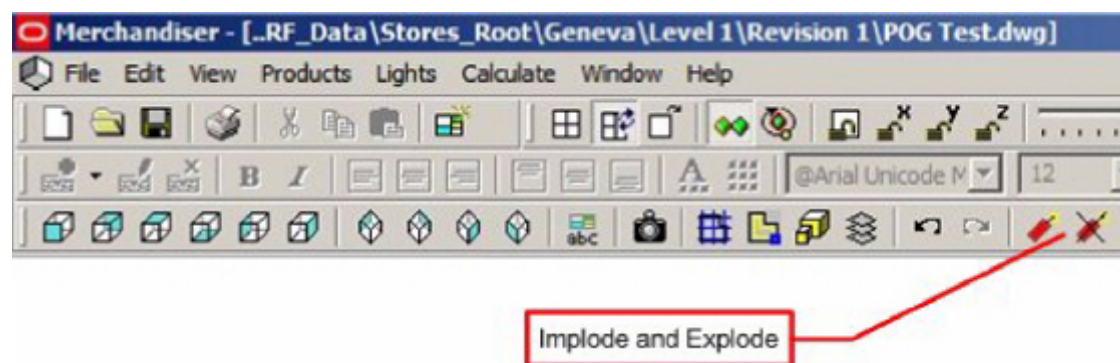 Merchandiser - [..RF_Data\Stores_Root\Geneva\Level 1\Revision 1\POG Test.dwg]
File Edit View Products Lights Calculate Window Help
x y z
B I A @Arial Unicode M 12
abc
Implode and Explode